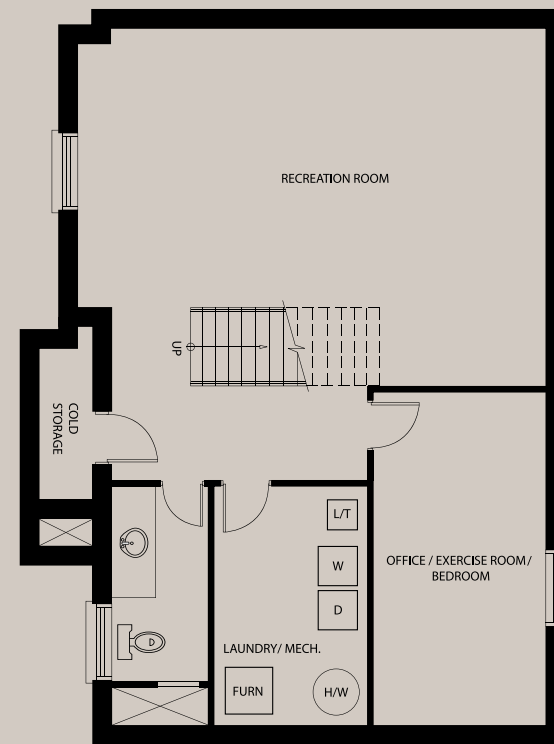 RECREATION ROOM
UP
COLD
STORAGE
L/T
W
OFFICE / EXERCISE ROOM /
BEDROOM
D
D
LAUNDRY/ MECH.
FURN
H/W